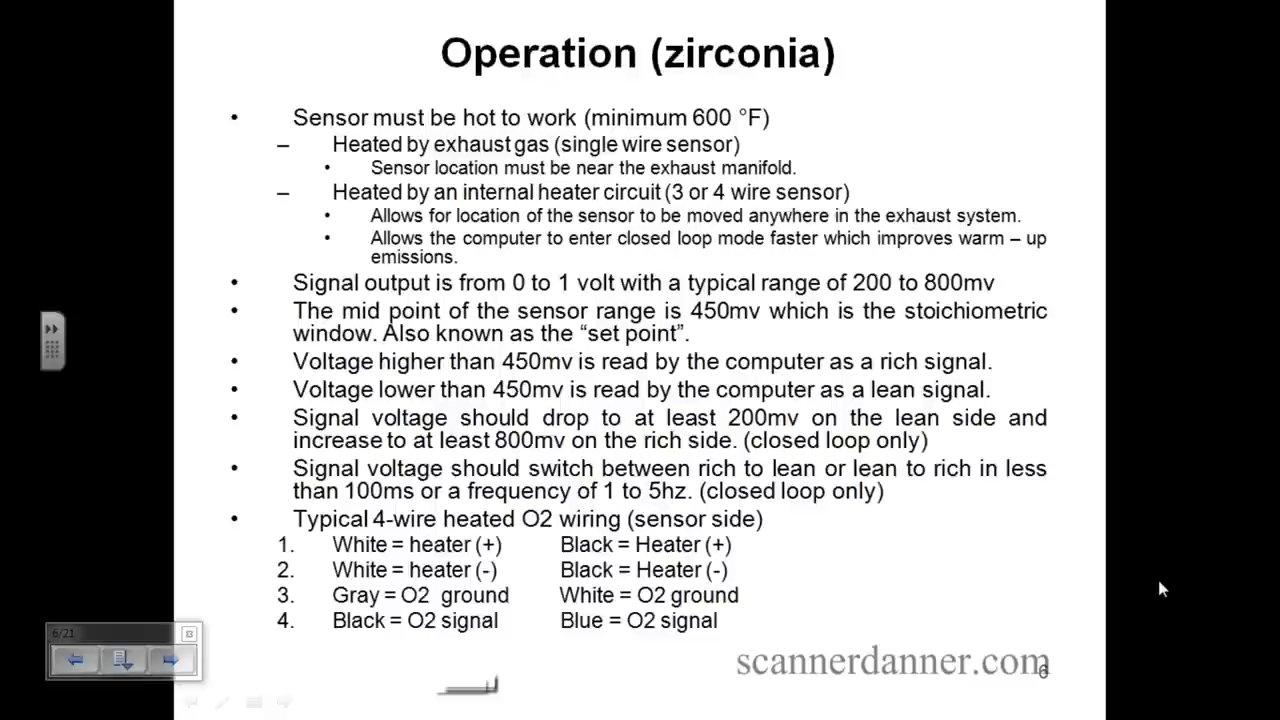 Operation (zirconia)
• Sensor must be hot to work (minimum 600 °F)
– Heated by exhaust gas (single wire sensor)
• Sensor location must be near the exhaust manifold.
– Heated by an internal heater circuit (3 or 4 wire sensor)
• Allows for location of the sensor to be moved anywhere in the exhaust system.
• Allows the computer to enter closed loop mode faster which improves warm – up
emissions.
• Signal output is from 0 to 1 volt with a typical range of 200 to 800mv
• The mid point of the sensor range is 450mv which is the stoichiometric
window. Also known as the “set point”.
• Voltage higher than 450mv is read by the computer as a rich signal.
• Voltage lower than 450mv is read by the computer as a lean signal.
• Signal voltage should drop to at least 200mv on the lean side and
increase to at least 800mv on the rich side. (closed loop only)
• Signal voltage should switch between rich to lean or lean to rich in less
than 100ms or a frequency of 1 to 5hz. (closed loop only)
• Typical 4-wire heated O2 wiring (sensor side)
1. White = heater (+) Black = Heater (+)
2. White = heater (-) Black = Heater (-)
3. Gray = O2 ground White = O2 ground
4. Black = O2 signal Blue = O2 signal
6/21
scannerdanner.com
6